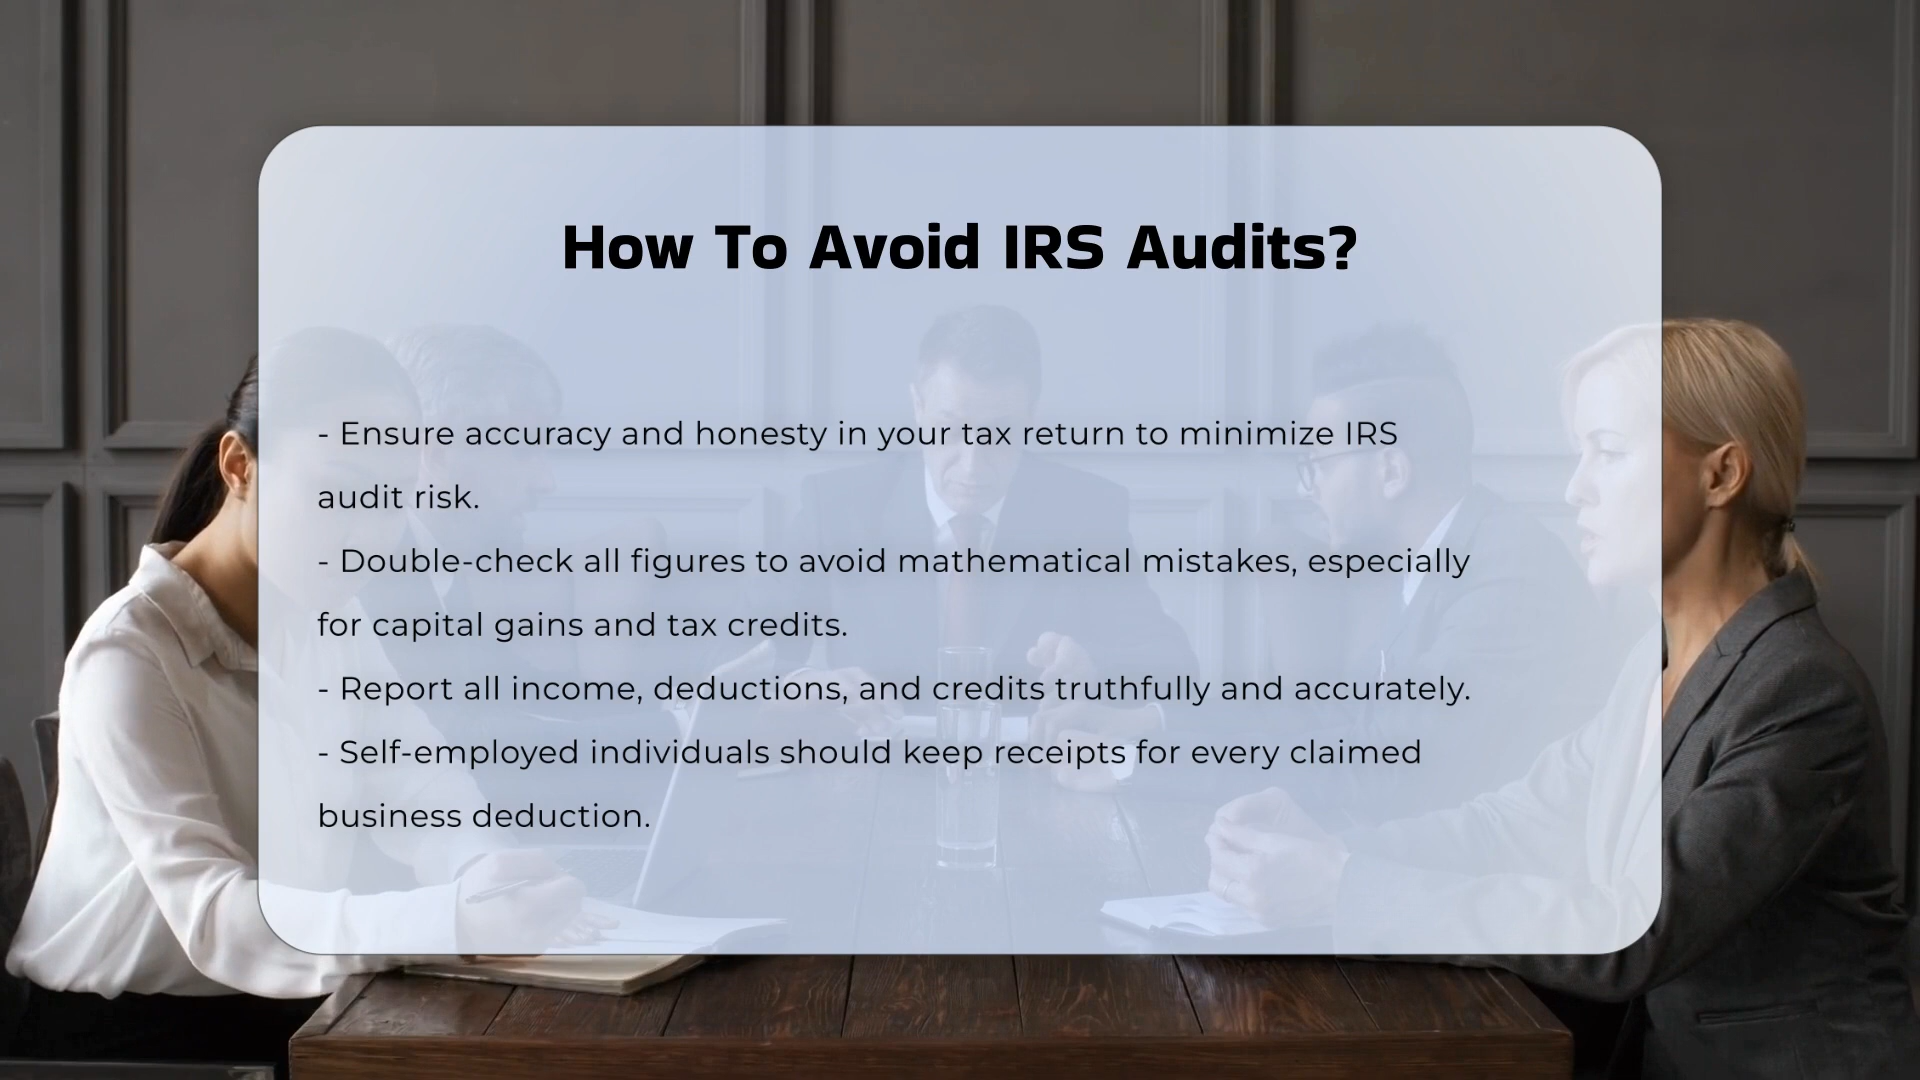 How To Avoid IRS Audits?
- Ensure accuracy and honesty in your tax return to minimize IRS
audit risk.
- Double-check all figures to avoid mathematical mistakes, especially
for capital gains and tax credits.
- Report all income, deductions, and credits truthfully and accurately.
- Self-employed individuals should keep receipts for every claimed
business deduction.